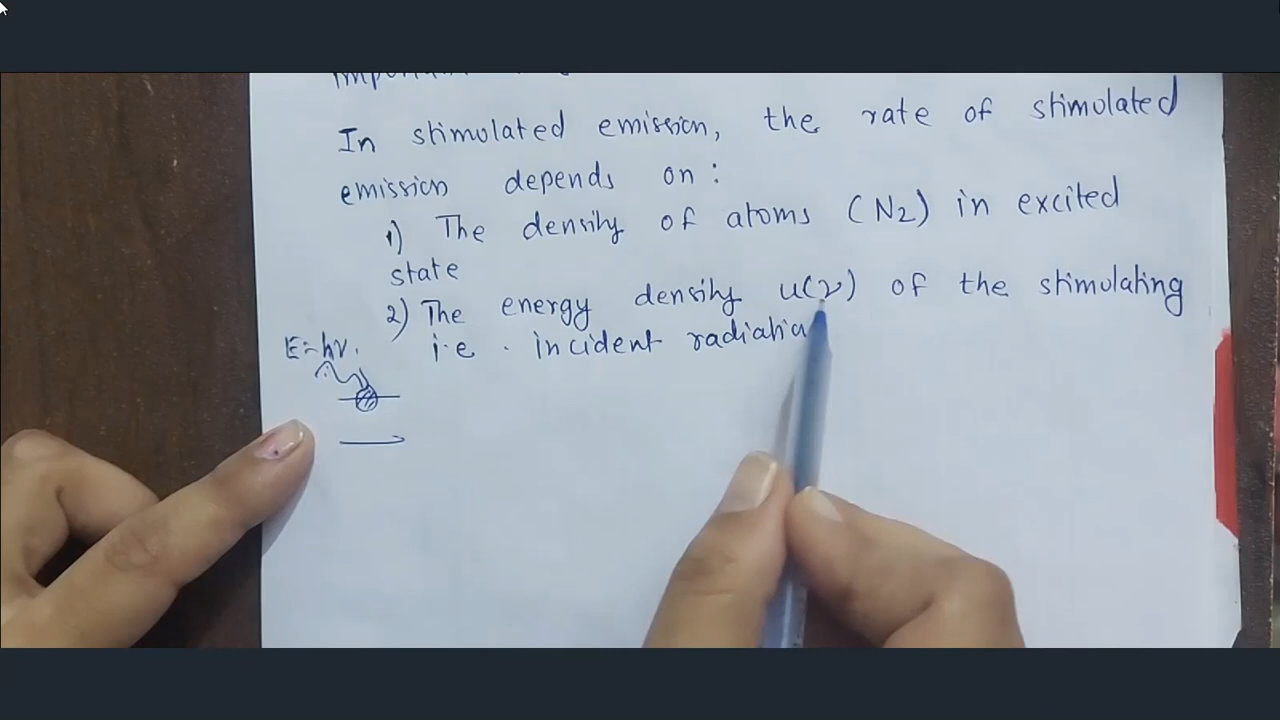 In stimulated emission, the rate of stimulated
emission depends on :
1) The density of atoms (N2) in excited
state
2) The energy density u(ν) of the stimulating
i.e. incident radiation
E=hν.